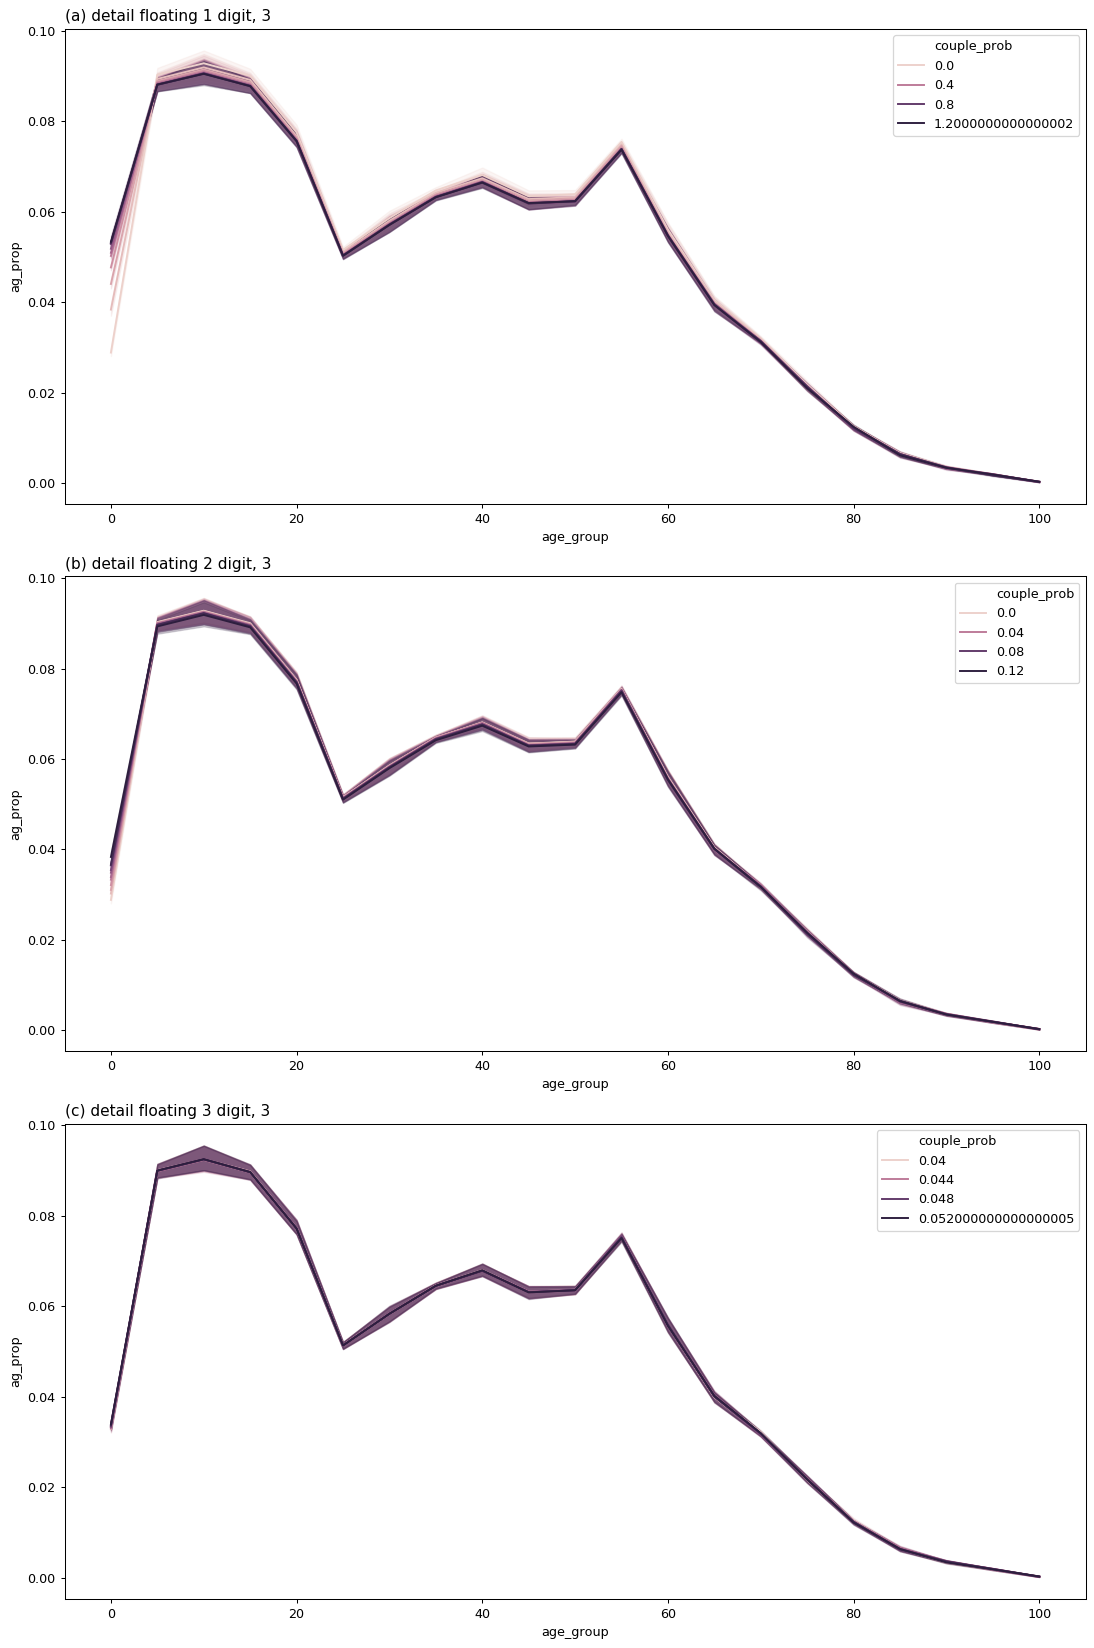 (a) detail floating 1 digit, 3
0.10
0.08
0.06
0.04
0.02
0.00
ag_prop
couple_prob
0.0
0.4
0.8
1.2000000000000002
0 20 40 60 80 100
age_group
(b) detail floating 2 digit, 3
0.10
0.08
0.06
0.04
0.02
0.00
ag_prop
couple_prob
0.0
0.04
0.08
0.12
0 20 40 60 80 100
age_group
(c) detail floating 3 digit, 3
0.10
0.08
0.06
0.04
0.02
0.00
ag_prop
couple_prob
0.04
0.044
0.048
0.052000000000000005
0 20 40 60 80 100
age_group